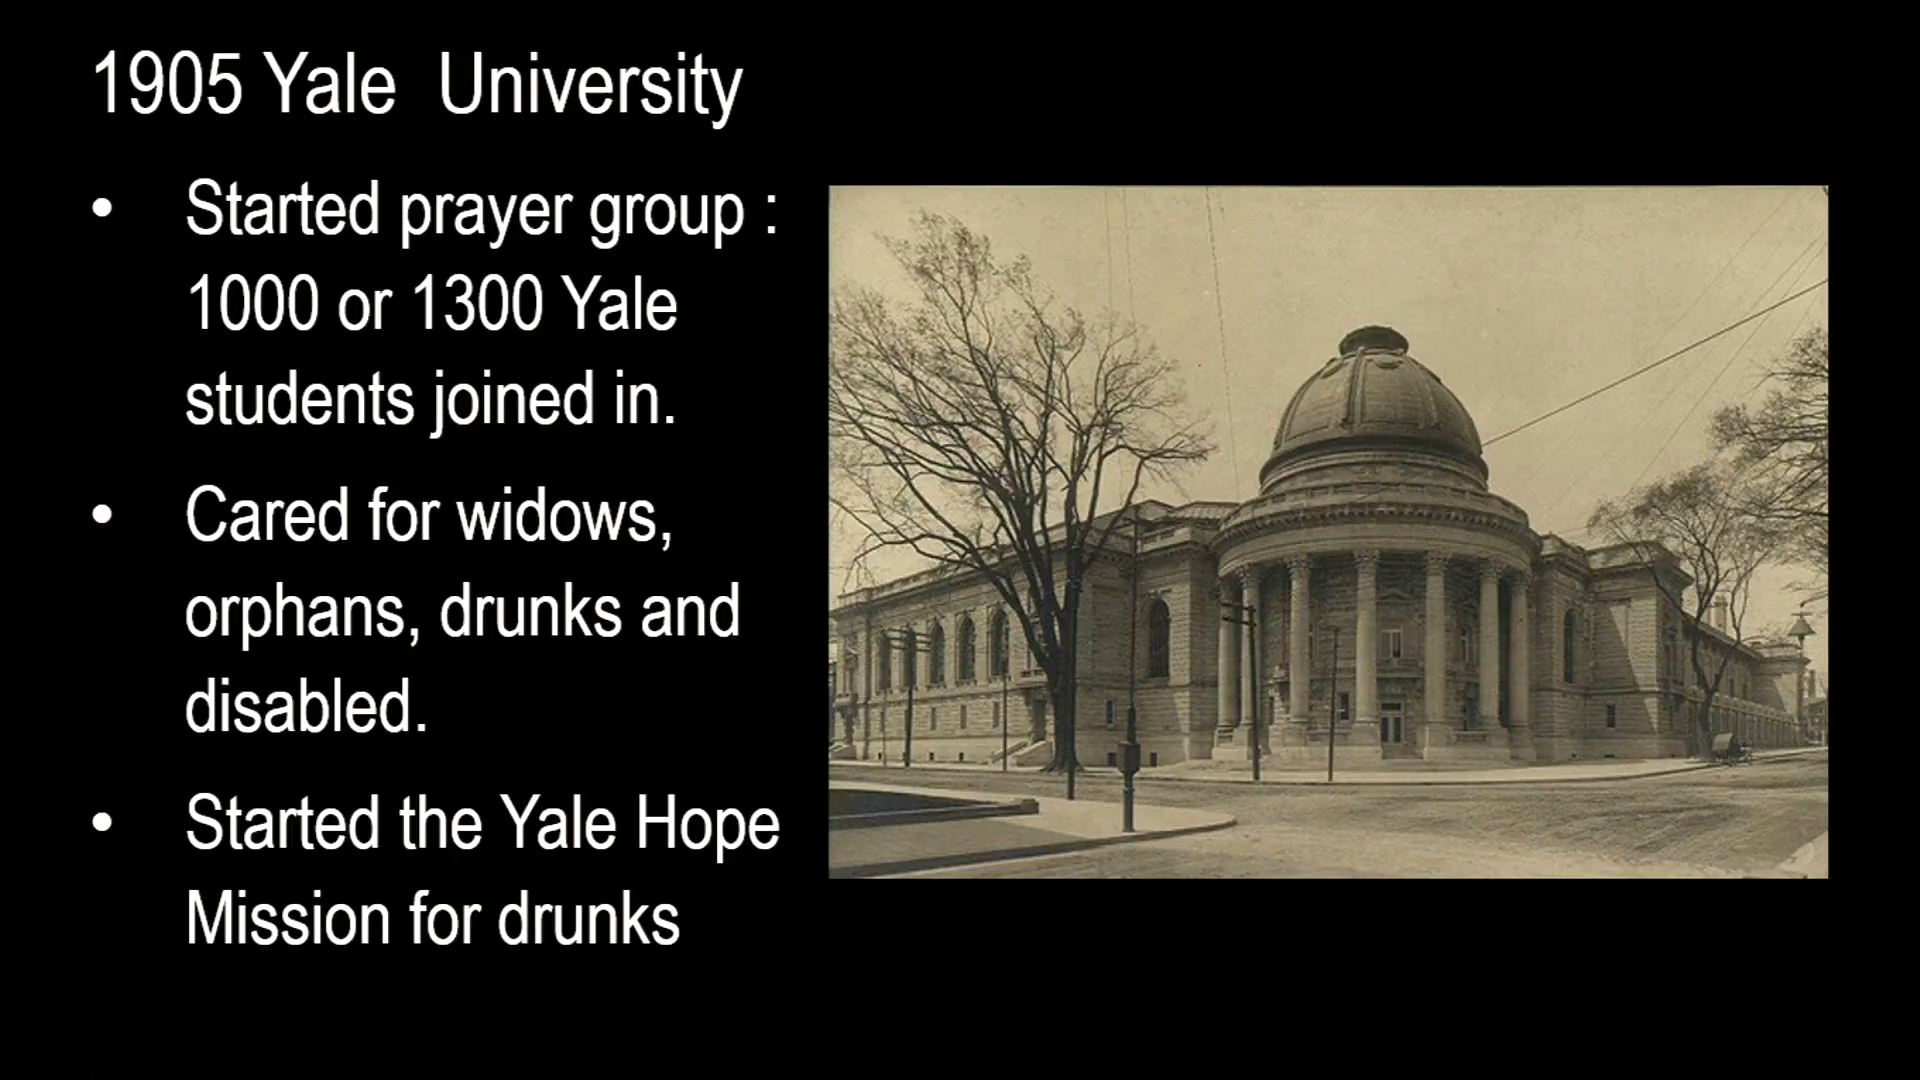 1905 Yale  University
• Started prayer group :
1000 or 1300 Yale
students joined in.
• Cared for widows,
orphans, drunks and
disabled.
• Started the Yale Hope
Mission for drunks